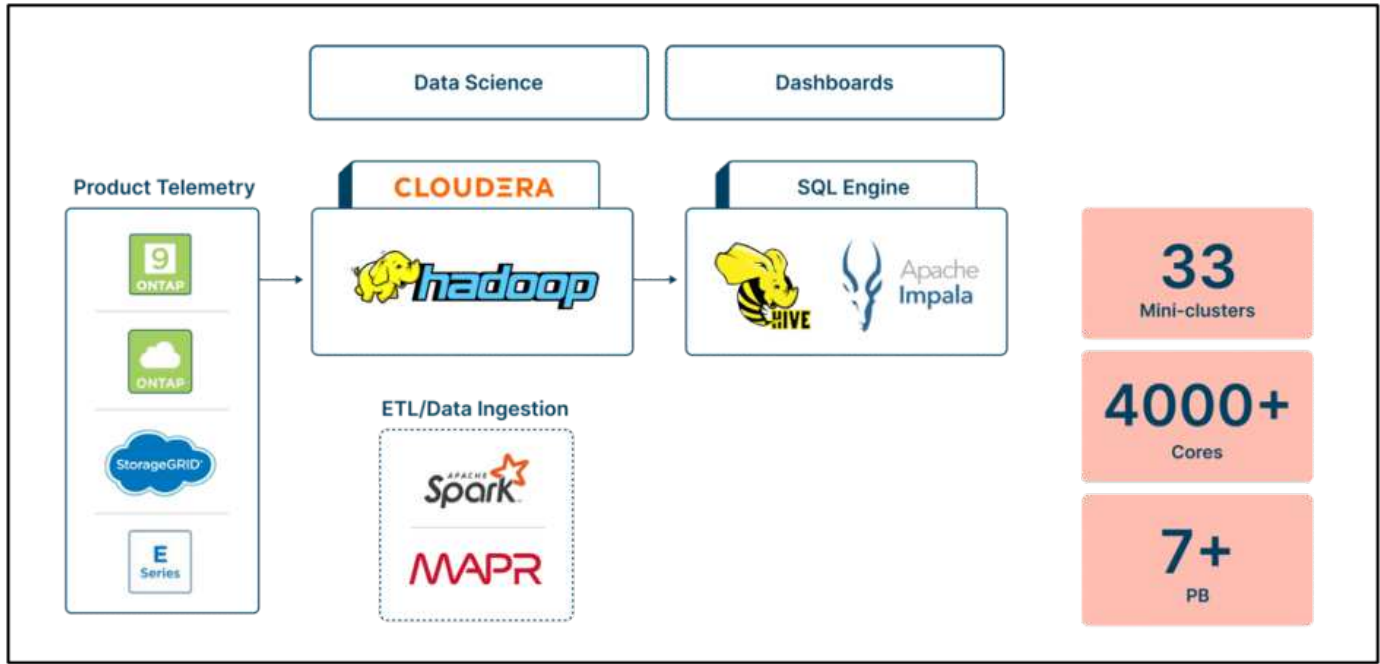 Data Science
Dashboards
Product Telemetry
CLOUDERA
SQL Engine
9
ONTAP
hadoop
HIVE
Apache
Impala
33
Mini-clusters
ONTAP
ETL/Data Ingestion
4000+
Cores
StorageGRID
APACHE
Spark
E
Series
MAPR
7+
PB